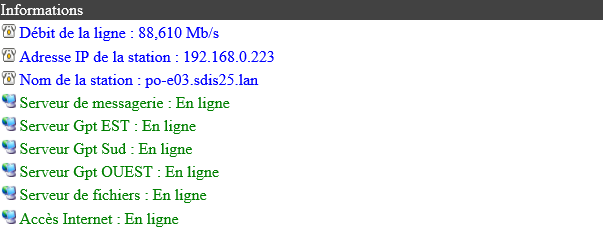 Informations
Débit de la ligne : 88,610 Mb/s
Adresse IP de la station : 192.168.0.223
Nom de la station : po-e03.sdis25.lan
Serveur de messagerie : En ligne
Serveur Gpt EST : En ligne
Serveur Gpt Sud : En ligne
Serveur Gpt OUEST : En ligne
Serveur de fichiers : En ligne
Accès Internet : En ligne